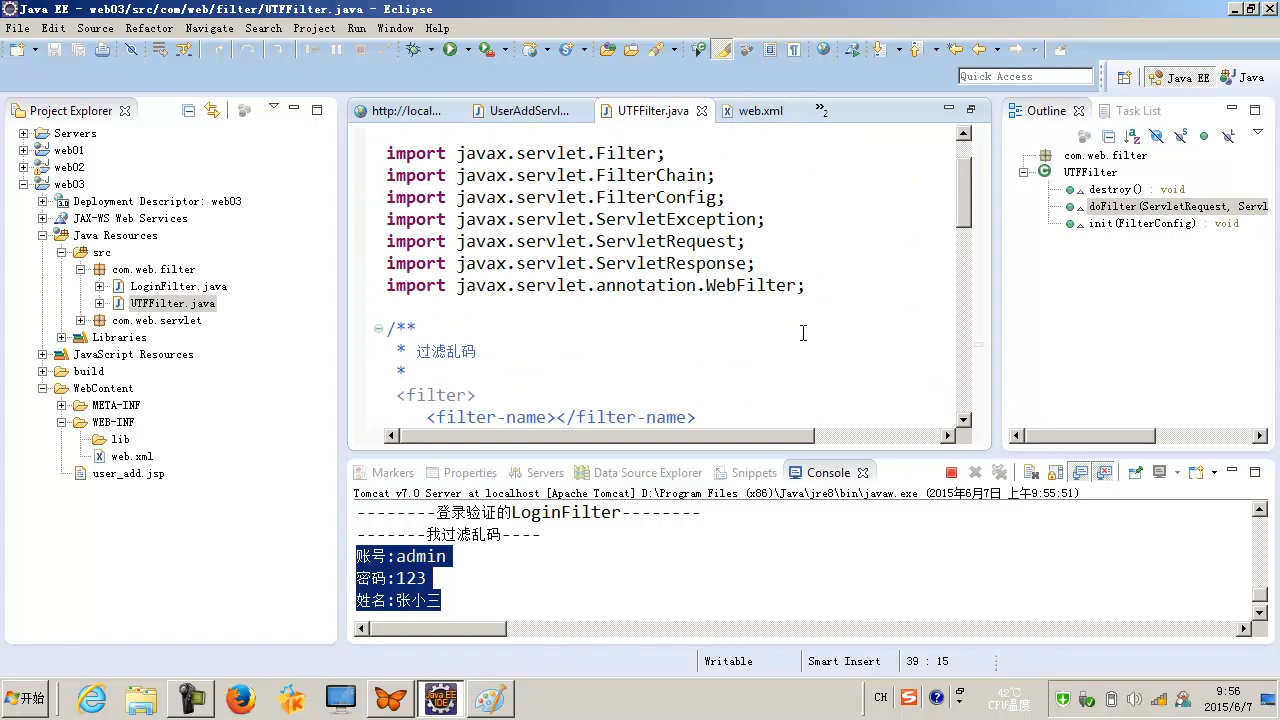 Java EE - web03/src/com/web/filter/UTFFilter.java - Eclipse
File Edit Source Refactor Navigate Search Project Run Window Help
Quick Access
Java EE
Java
Project Explorer
Servers
web01
web02
web03
Deployment Descriptor: web03
JAX-WS Web Services
Java Resources
src
com.web.filter
LoginFilter.java
UTFFilter.java
com.web.servlet
Libraries
JavaScript Resources
build
WebContent
META-INF
WEB-INF
lib
web.xml
user_add.jsp
http://local...
UserAddServl...
UTFFilter.java
web.xml
»2
import javax.servlet.Filter;
import javax.servlet.FilterChain;
import javax.servlet.FilterConfig;
import javax.servlet.ServletException;
import javax.servlet.ServletRequest;
import javax.servlet.ServletResponse;
import javax.servlet.annotation.WebFilter;
/**
* 过滤乱码
*
<filter>
<filter-name></filter-name>
Outline
Task List
com.web.filter
UTFFilter
destroy() : void
doFilter(ServletRequest, Servl
init(FilterConfig) : void
Markers
Properties
Servers
Data Source Explorer
Snippets
Console
Tomcat v7.0 Server at localhost [Apache Tomcat] D:\Program Files (x86)\Java\jre8\bin\javaw.exe (2015年6月7日 上午9:55:51)
--------登录验证的LoginFilter--------
-------我过滤乱码----
账号:admin
密码:123
姓名:张小三
Writable
Smart Insert
39 : 15
开始
Java EE
IDE
CH
S
42℃
CPU温度
9:56
2015/6/7